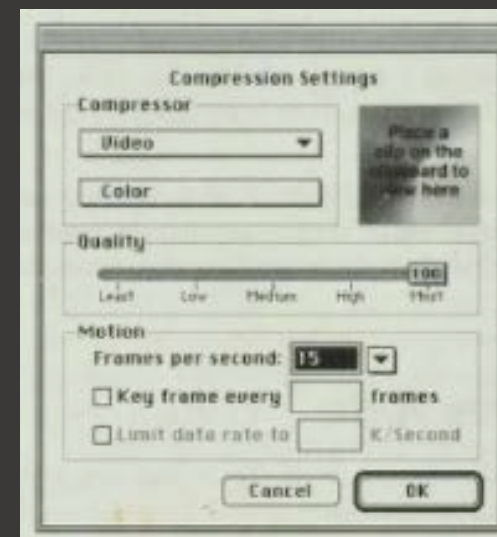 Compression Settings
Compressor
Video
Color
Place a
clip on the
to
view here
Quality
100
Least Low Medium High Most
Motion
Frames per second: 15
Key frame every frames
Limit data rate to K/Second
Cancel OK